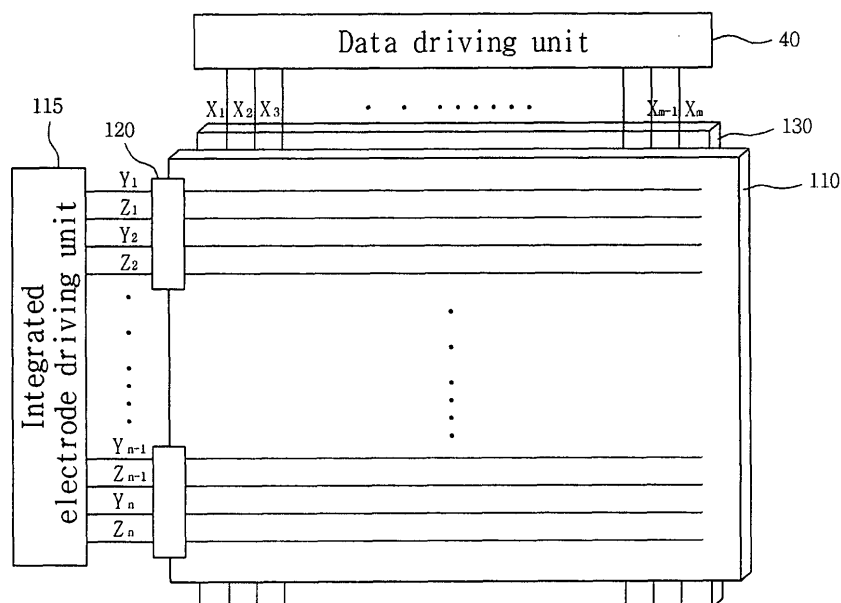 Data driving unit
40
X₁ X₂ X₃ Xₘ₋₁ Xₘ
130
115
120
110
Integrated
electrode driving unit
Y₁
Z₁
Y₂
Z₂
Yₙ₋₁
Zₙ₋₁
Yₙ
Zₙ